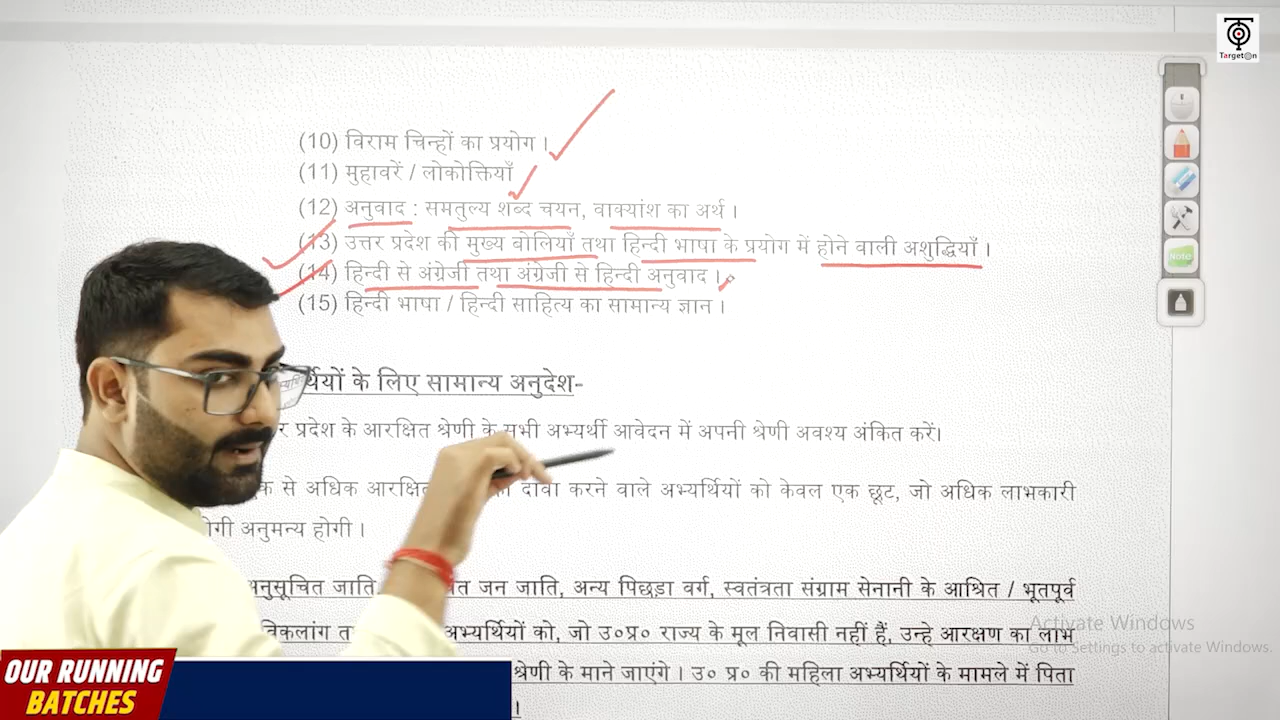 TargetOn
(10) विराम चिन्हों का प्रयोग ।
(11) मुहावरें / लोकोक्तियाँ
(12) अनुवाद : समतुल्य शब्द चयन, वाक्यांश का अर्थ ।
(13) उत्तर प्रदेश की मुख्य बोलियाँ तथा हिन्दी भाषा के प्रयोग में होने वाली अशुद्धियाँ ।
(14) हिन्दी से अंग्रेजी तथा अंग्रेजी से हिन्दी अनुवाद ।
(15) हिन्दी भाषा / हिन्दी साहित्य का सामान्य ज्ञान ।
Note
के लिए सामान्य अनुदेश-
प्रदेश के आरक्षित श्रेणी के सभी अभ्यर्थी आवेदन में अपनी श्रेणी अवश्य अंकित करें।
से अधिक आरक्षित दावा करने वाले अभ्यर्थियों को केवल एक छूट, जो अधिक लाभकारी
अनुमन्य होगी ।
अनुसूचित जाति, जन जाति, अन्य पिछड़ा वर्ग, स्वतंत्रता संग्राम सेनानी के आश्रित / भूतपूर्व
अभ्यर्थियों को, जो उ०प्र० राज्य के मूल निवासी नहीं हैं, उन्हे आरक्षण का लाभ
श्रेणी के माने जाएंगे । उ० प्र० की महिला अभ्यर्थियों के मामले में पिता
Activate Windows
Go to Settings to activate Windows.
OUR RUNNING
BATCHES